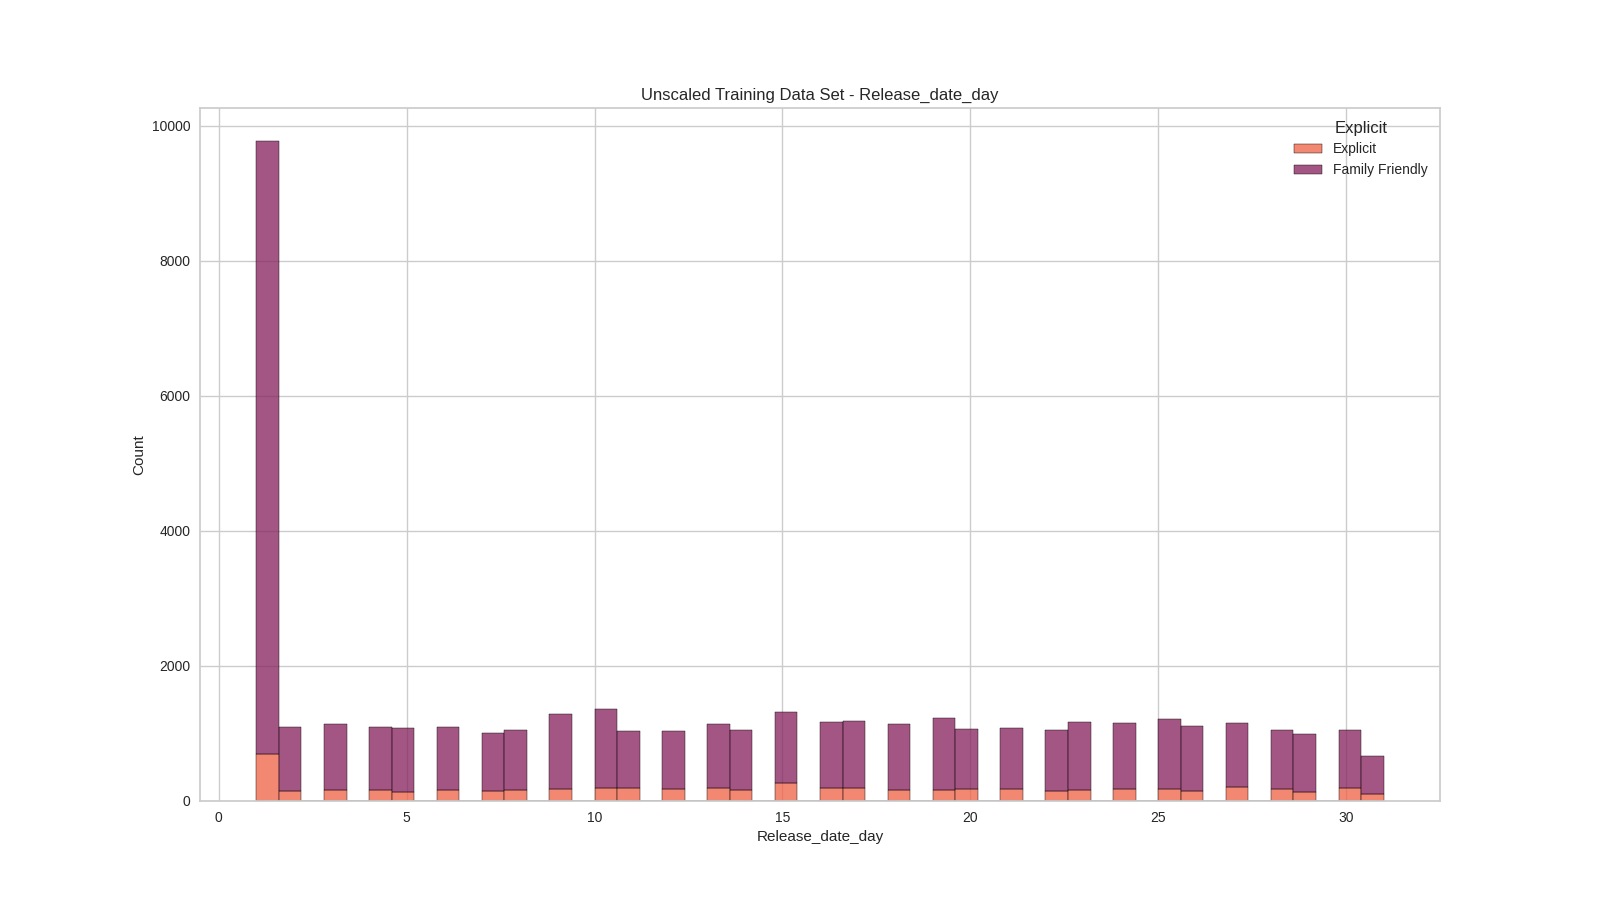 Unscaled Training Data Set - Release_date_day
Explicit
Explicit
Family Friendly
10000
8000
6000
4000
2000
0
Count
0 5 10 15 20 25 30
Release_date_day